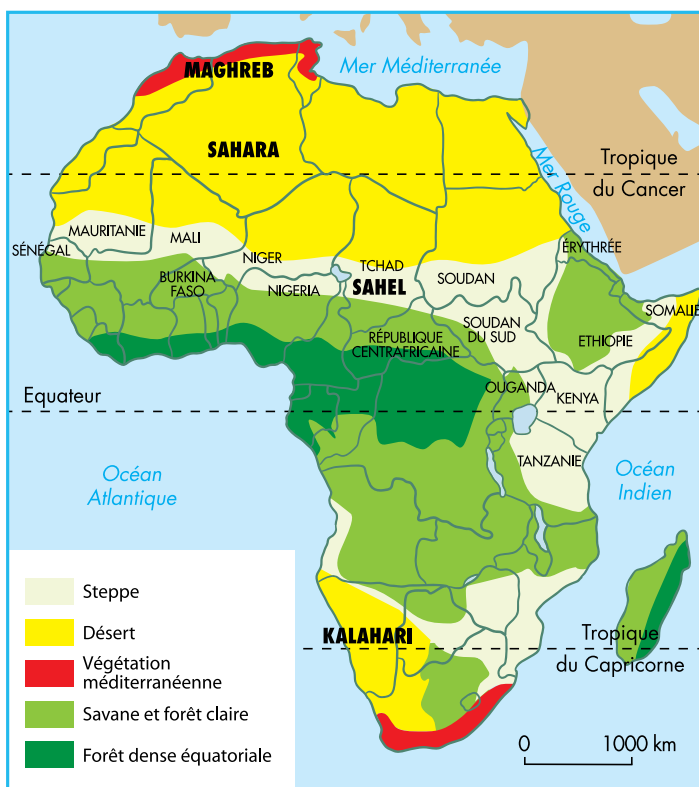 MAGHREB
Mer Méditerranée
SAHARA
Mer Rouge
Tropique
du Cancer
MAURITANIE
MALI
SÉNÉGAL
NIGER
TCHAD
ÉRYTHRÉE
BURKINA
FASO
NIGERIA
SAHEL
SOUDAN
SOMALIE
SOUDAN
DU SUD
RÉPUBLIQUE
CENTRAFRICAINE
ETHIOPIE
OUGANDA
KENYA
Equateur
TANZANIE
Océan
Atlantique
Océan
Indien
KALAHARI
Tropique
du Capricorne
Steppe
Désert
Végétation
méditerranéenne
Savane et forêt claire
Forêt dense équatoriale
0 1000 km